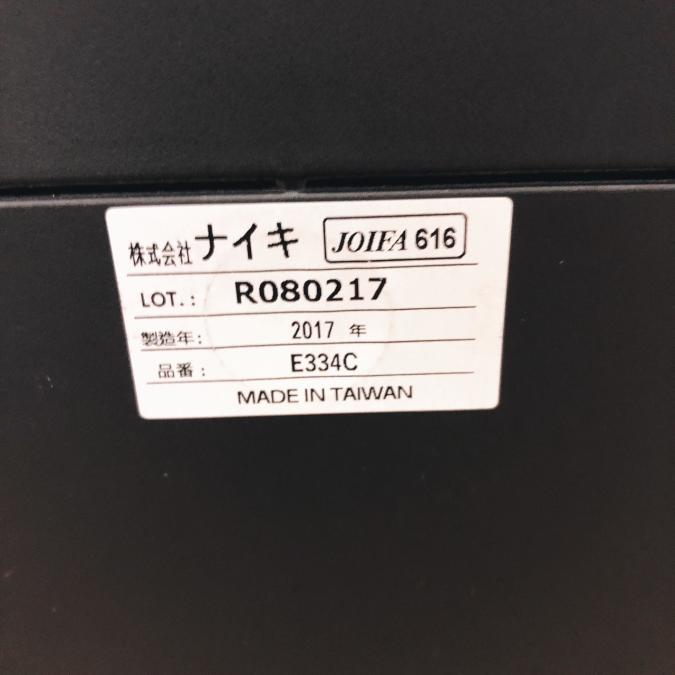 株式会社ナイキ JOIFA 616
LOT.: R080217
製造年: 2017 年
品番: E334C
MADE IN TAIWAN